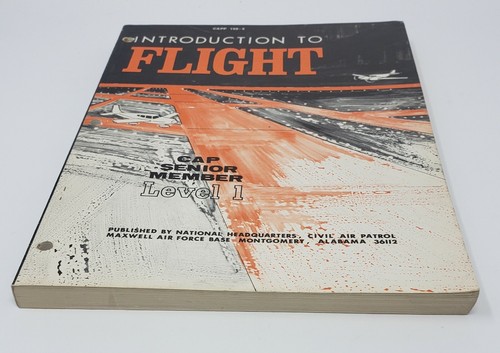 INTRODUCTION TO
FLIGHT
CAP
SENIOR
MEMBER
Level 1
PUBLISHED BY NATIONAL HEADQUARTERS, CIVIL AIR PATROL
MAXWELL AIR FORCE BASE MONTGOMERY, ALABAMA 36112